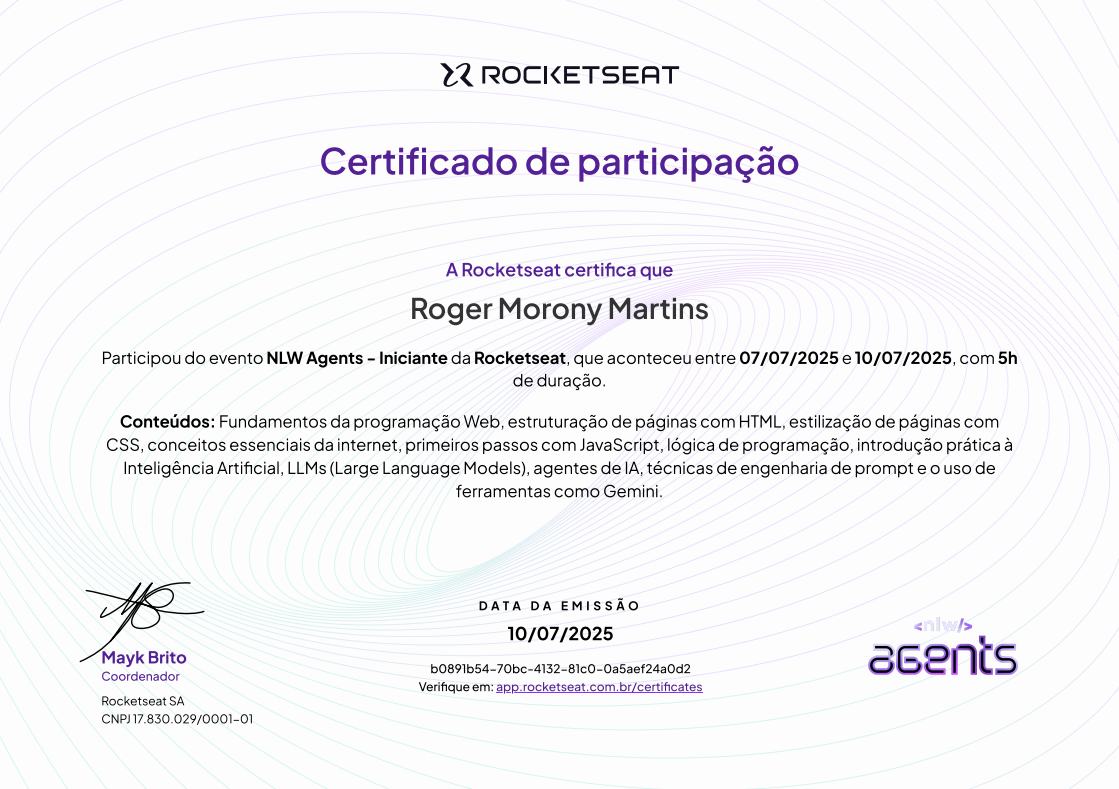 ROCKETSEAT
Certificado de participação
A Rocketseat certifica que
Roger Morony Martins
Participou do evento NLW Agents - Iniciante da Rocketseat, que aconteceu entre 07/07/2025 e 10/07/2025, com 5h
de duração.
Conteúdos: Fundamentos da programação Web, estruturação de páginas com HTML, estilização de páginas com
CSS, conceitos essenciais da internet, primeiros passos com JavaScript, lógica de programação, introdução prática à
Inteligência Artificial, LLMs (Large Language Models), agentes de IA, técnicas de engenharia de prompt e o uso de
ferramentas como Gemini.
Mayk Brito
Coordenador
Rocketseat SA
CNPJ 17.830.029/0001-01
DATA DA EMISSÃO
10/07/2025
b0891b54-70bc-4132-81c0-0a5aef24a0d2
Verifique em: app.rocketseat.com.br/certificates
<nlw/>
agents